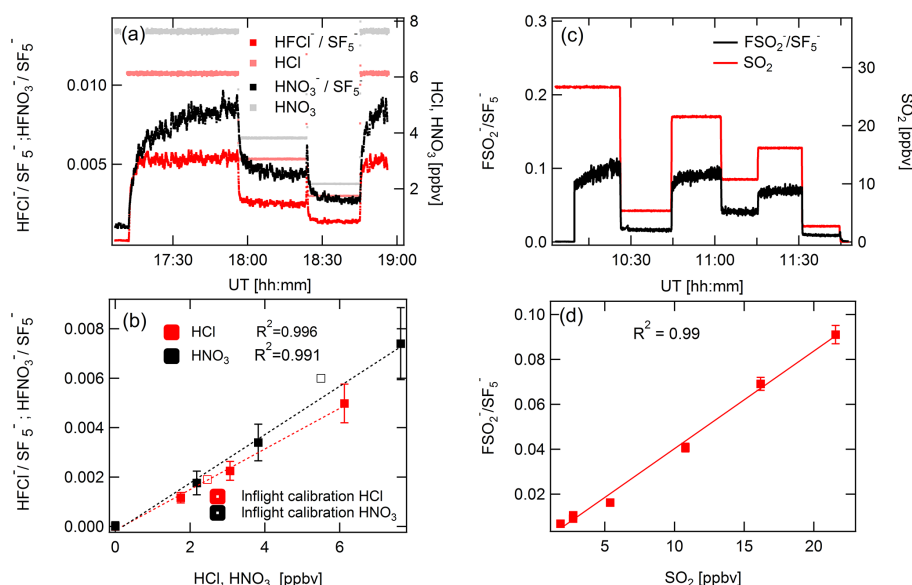 (a)
HFCl⁻/ SF₅⁻
HCl
HNO₃⁻/ SF₅
HNO₃
HFCl⁻/ SF₅⁻ ;HFNO₃⁻/ SF₅
0.010
0.005
8
6
4
2
HCl, HNO₃ [ppbv]
17:30
18:00
18:30
19:00
UT [hh:mm]
(c)
FSO₂⁻/SF₅⁻
SO₂
FSO₂⁻/SF₅⁻
0.3
0.2
0.1
0.0
30
20
10
0
SO₂ [ppbv]
10:30
11:00
11:30
UT [hh:mm]
(b)
HCl R²=0.996
HNO₃ R²=0.991
HFCl⁻/ SF₅⁻ ; HFNO₃⁻/ SF₅
0.008
0.006
0.004
0.002
0.000
Inflight calibration HCl
Inflight calibration HNO₃
0
2
4
6
HCl, HNO₃ [ppbv]
(d)
R² = 0.99
FSO₂⁻/SF₅⁻
0.10
0.08
0.06
0.04
0.02
5
10
15
20
SO₂ [ppbv]